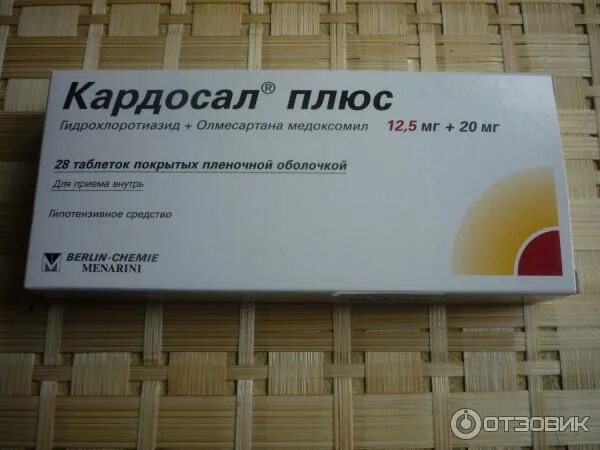 Кардосал® плюс
Гидрохлоротиазид + Олмесартана медоксомил 12,5 мг + 20 мг
28 таблеток покрытых пленочной оболочкой
Для приема внутрь
Гипотензивное средство
BERLIN-CHEMIE
MENARINI
ОТЗОВИК